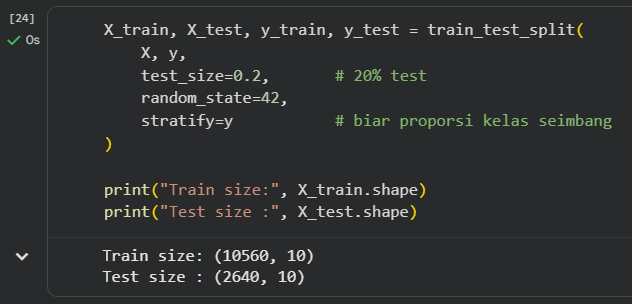 [24]
0s
X_train, X_test, y_train, y_test = train_test_split(
    X, y,
    test_size=0.2,       # 20% test
    random_state=42,
    stratify=y           # biar proporsi kelas seimbang
)

print("Train size:", X_train.shape)
print("Test size :", X_test.shape)
Train size: (10560, 10)
Test size : (2640, 10)